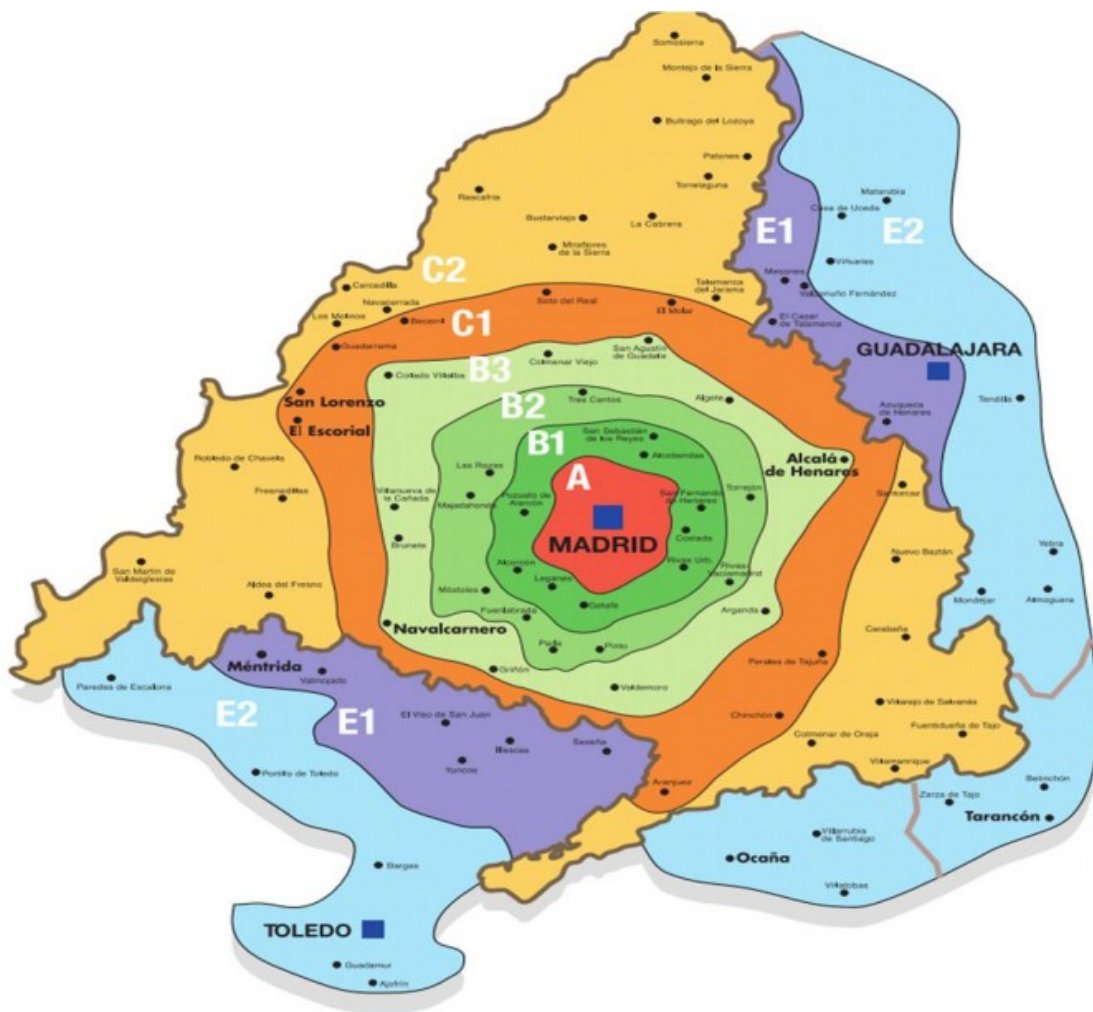 Somosierra
Montejo de la Sierra
Buitrago del Lozoya
Patones
Torrelaguna
Rascafría
Matarubia
Casa de Uceda
Bustarviejo
La Cabrera
E1
E2
Miraflores
de la Sierra
Viñuelas
C2
Cercedilla
Mesones
Talamanca
del Jarama
Valdenuño Fernández
Navacerrada
Soto del Real
El Molar
Los Molinos
Becerril
C1
El Casar
de Talamanca
Guadarrama
GUADALAJARA
San Agustín
de Guadalix
Colmenar Viejo
Collado Villalba
B3
San Lorenzo
Tres Cantos
Algete
Tendilla
B2
Azuqueca
de Henares
El Escorial
B1
San Sebastián
de los Reyes
Alcobendas
Alcalá
de Henares
Robledo de Chavela
Las Rozas
A
Santorcaz
Fresnedillas
Villanueva de
la Cañada
Majadahonda
Pozuelo de
Alarcón
San Fernando
de Henares
Torrejón
MADRID
Coslada
Brunete
Nuevo Baztán
Yebra
San Martín de
Valdeiglesias
Alcorcón
Rivas Urb.
Rivas
Vaciamadrid
Aldea del Fresno
Móstoles
Leganés
Mondéjar
Almoguera
Getafe
Fuenlabrada
Arganda
Navalcarnero
Carabaña
Parla
Pinto
Perales de Tajuña
Méntrida
Valmojado
Griñón
Paredes de Escalona
Valdemoro
Villarejo de Salvanés
E2
E1
El Viso de San Juan
Chinchón
Fuentidueña de Tajo
Illescas
Seseña
Colmenar de Oreja
Yuncos
Portillo de Toledo
Villamanrique
Aranjuez
Belinchón
Zarza de Tajo
Tarancón
Villarrubia
de Santiago
Ocaña
Bargas
Villatobas
TOLEDO
Guadamur
Ajofrín